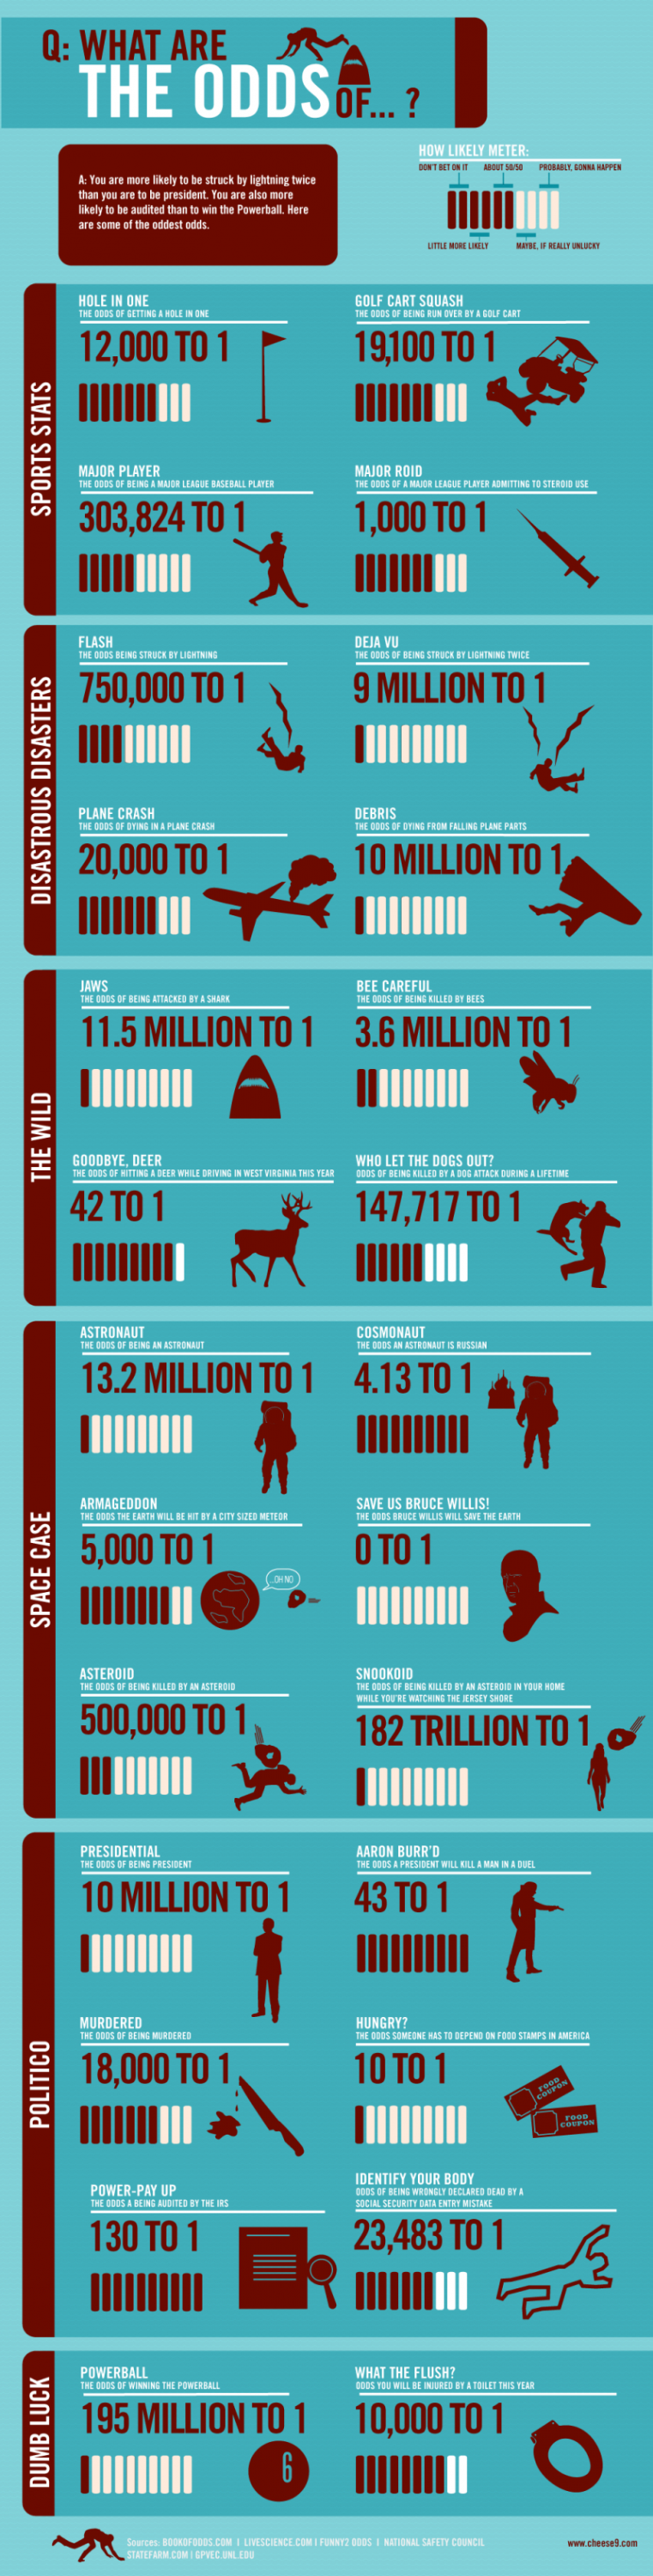 Q: WHAT ARE
THE ODDS OF... ?
A: You are more likely to be struck by lightning twice
than you are to be president. You are also more
likely to be audited than to win the Powerball. Here
are some of the oddest odds.
HOW LIKELY METER:
DON'T BET ON IT ABOUT 50/50 PROBABLY, GONNA HAPPEN
LITTLE MORE LIKELY MAYBE, IF REALLY UNLUCKY
SPORTS STATS
HOLE IN ONE
THE ODDS OF GETTING A HOLE IN ONE
12,000 TO 1
GOLF CART SQUASH
THE ODDS OF BEING RUN OVER BY A GOLF CART
19,100 TO 1
MAJOR PLAYER
THE ODDS OF BEING A MAJOR LEAGUE BASEBALL PLAYER
303,824 TO 1
MAJOR ROID
THE ODDS OF A MAJOR LEAGUE PLAYER ADMITTING TO STEROID USE
1,000 TO 1
DISASTROUS DISASTERS
FLASH
THE ODDS BEING STRUCK BY LIGHTNING
750,000 TO 1
DEJA VU
THE ODDS OF BEING STRUCK BY LIGHTNING TWICE
9 MILLION TO 1
PLANE CRASH
THE ODDS OF DYING IN A PLANE CRASH
20,000 TO 1
DEBRIS
THE ODDS OF DYING FROM FALLING PLANE PARTS
10 MILLION TO 1
THE WILD
JAWS
THE ODDS OF BEING ATTACKED BY A SHARK
11.5 MILLION TO 1
BEE CAREFUL
THE ODDS OF BEING KILLED BY BEES
3.6 MILLION TO 1
GOODBYE, DEER
THE ODDS OF HITTING A DEER WHILE DRIVING IN WEST VIRGINIA THIS YEAR
42 TO 1
WHO LET THE DOGS OUT?
ODDS OF BEING KILLED BY A DOG ATTACK DURING A LIFETIME
147,717 TO 1
SPACE CASE
ASTRONAUT
THE ODDS OF BEING AN ASTRONAUT
13.2 MILLION TO 1
COSMONAUT
THE ODDS AN ASTRONAUT IS RUSSIAN
4.13 TO 1
ARMAGEDDON
THE ODDS THE EARTH WILL BE HIT BY A CITY SIZED METEOR
5,000 TO 1
..OH NO
SAVE US BRUCE WILLIS!
THE ODDS BRUCE WILLIS WILL SAVE THE EARTH
0 TO 1
ASTEROID
THE ODDS OF BEING KILLED BY AN ASTEROID
500,000 TO 1
SNOOKOID
THE ODDS OF BEING KILLED BY AN ASTEROID IN YOUR HOME
WHILE YOU'RE WATCHING THE JERSEY SHORE
182 TRILLION TO 1
POLITICO
PRESIDENTIAL
THE ODDS OF BEING PRESIDENT
10 MILLION TO 1
AARON BURR'D
THE ODDS A PRESIDENT WILL KILL A MAN IN A DUEL
43 TO 1
MURDERED
THE ODDS OF BEING MURDERED
18,000 TO 1
HUNGRY?
THE ODDS SOMEONE HAS TO DEPEND ON FOOD STAMPS IN AMERICA
10 TO 1
FOOD
COUPON
FOOD
COUPON
POWER-PAY UP
THE ODDS A BEING AUDITED BY THE IRS
130 TO 1
IDENTIFY YOUR BODY
ODDS OF BEING WRONGLY DECLARED DEAD BY A
SOCIAL SECURITY DATA ENTRY MISTAKE
23,483 TO 1
DUMB LUCK
POWERBALL
THE ODDS OF WINNING THE POWERBALL
195 MILLION TO 1
6
WHAT THE FLUSH?
ODDS YOU WILL BE INJURED BY A TOILET THIS YEAR
10,000 TO 1
Sources: BOOKOFODDS.COM | LIVESCIENCE.COM | FUNNY2 ODDS | NATIONAL SAFETY COUNCIL
STATEFARM.COM | GPVEC.UNL.EDU
www.cheese9.com